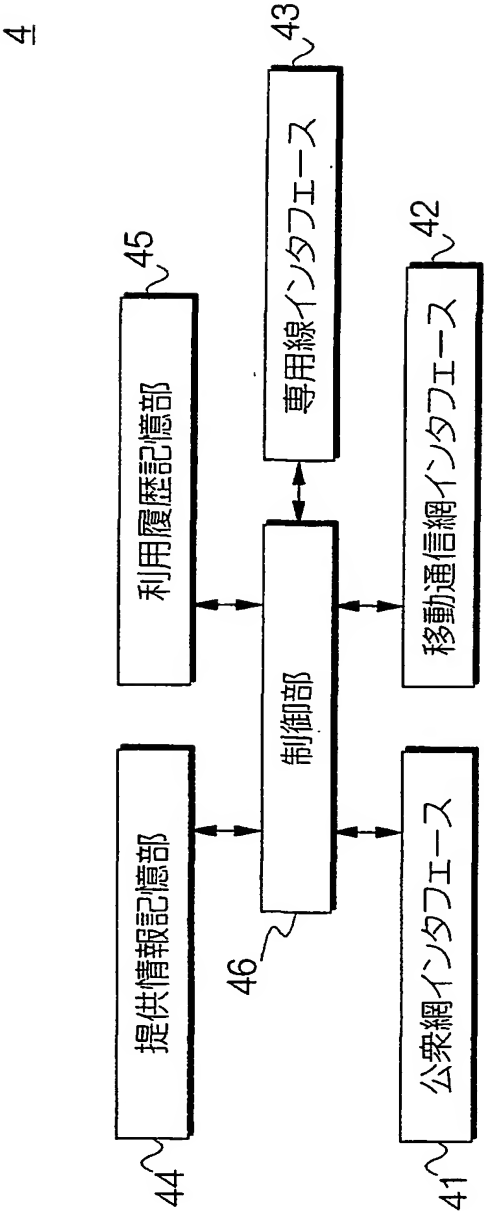 4
44
提供情報記憶部
45
利用履歴記憶部
46
制御部
43
専用線インタフェース
41
公衆網インタフェース
42
移動通信網インタフェース